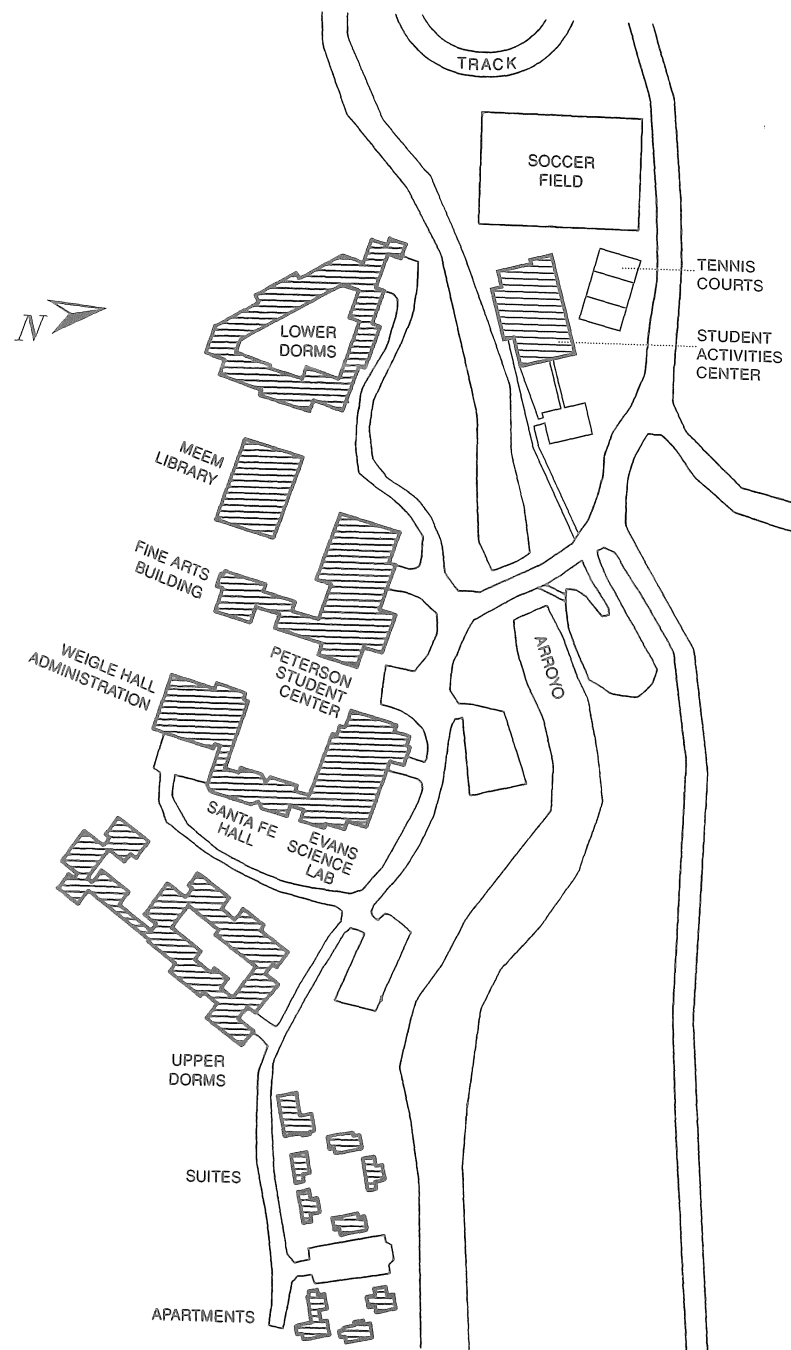 TRACK
SOCCER
FIELD
TENNIS
COURTS
N
LOWER
DORMS
STUDENT
ACTIVITIES
CENTER
MEEM
LIBRARY
FINE ARTS
BUILDING
WEIGLE HALL
ADMINISTRATION
PETERSON
STUDENT
CENTER
ARROYO
SANTA FE
HALL
EVANS
SCIENCE
LAB
UPPER
DORMS
SUITES
APARTMENTS